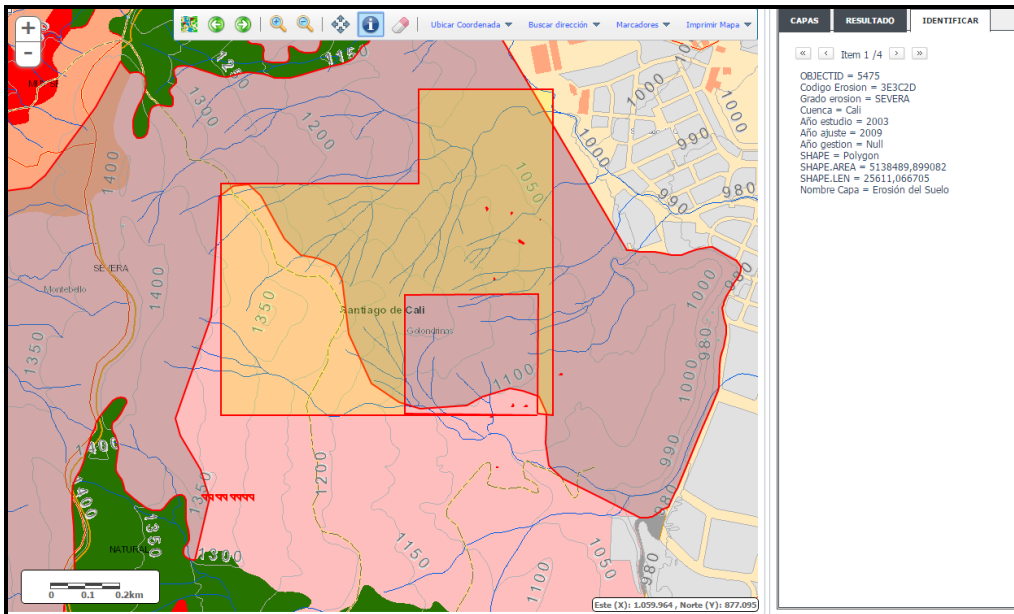 Ubicar Coordenada
Buscar dirección
Marcadores
Imprimir Mapa
CAPAS
RESULTADO
IDENTIFICAR
Item 1 /4
OBJECTID = 5475
Codigo Erosion = 3E3C2D
Grado erosion = SEVERA
Cuenca = Cali
Año estudio = 2003
Año ajuste = 2009
Año gestion = Null
SHAPE = Polygon
SHAPE.AREA = 5138489,899082
SHAPE.LEN = 25611,066705
Nombre Capa = Erosión del Suelo
1150
1300
1200
1000
1000
1000
990
1400
1050
990
980
SEVERA
Montebello
1400
1000
980
1350
Santiago de Cali
Golondrinas
1350
980
1100
1000
1400
990
1200
1400
1350
980
1350
NATURAL
1300
1150
1050
1100
980
0 0.1 0.2km
Este (X): 1.059.964 , Norte (Y): 877.095